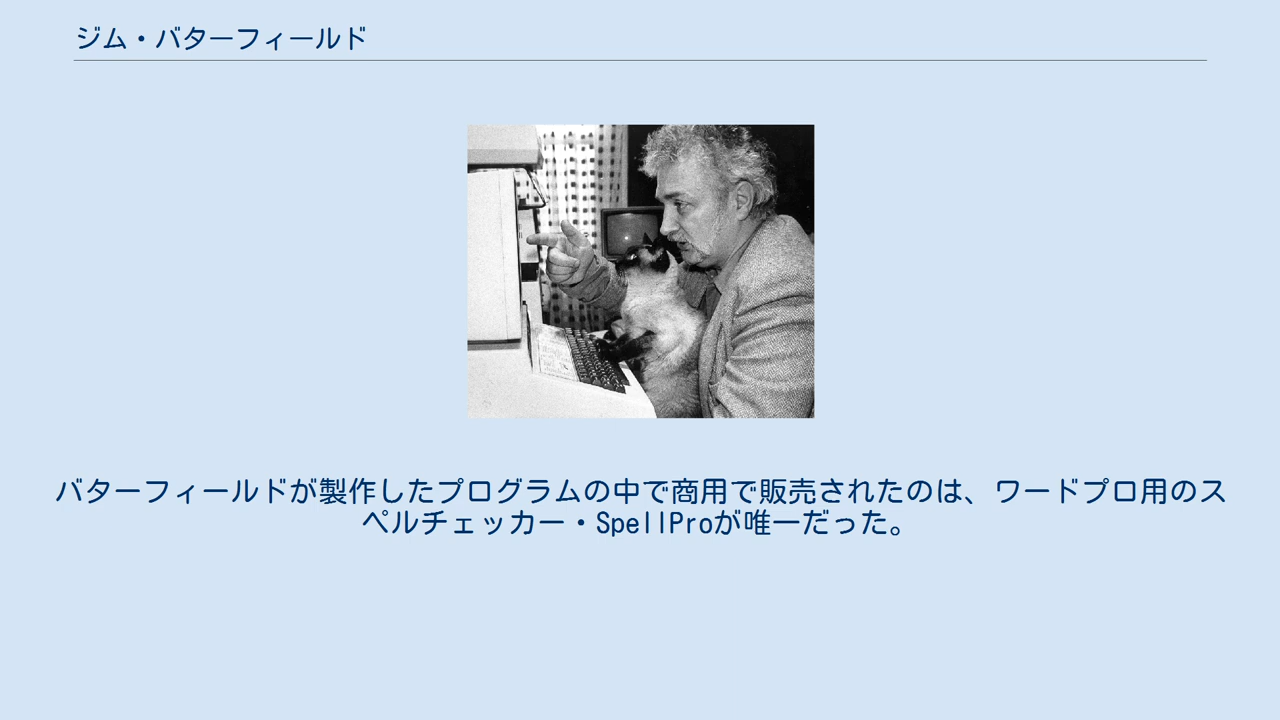 ジム・バターフィールド
バターフィールドが製作したプログラムの中で商用で販売されたのは、ワードプロ用のス
ペルチェッカー・SpellProが唯一だった。